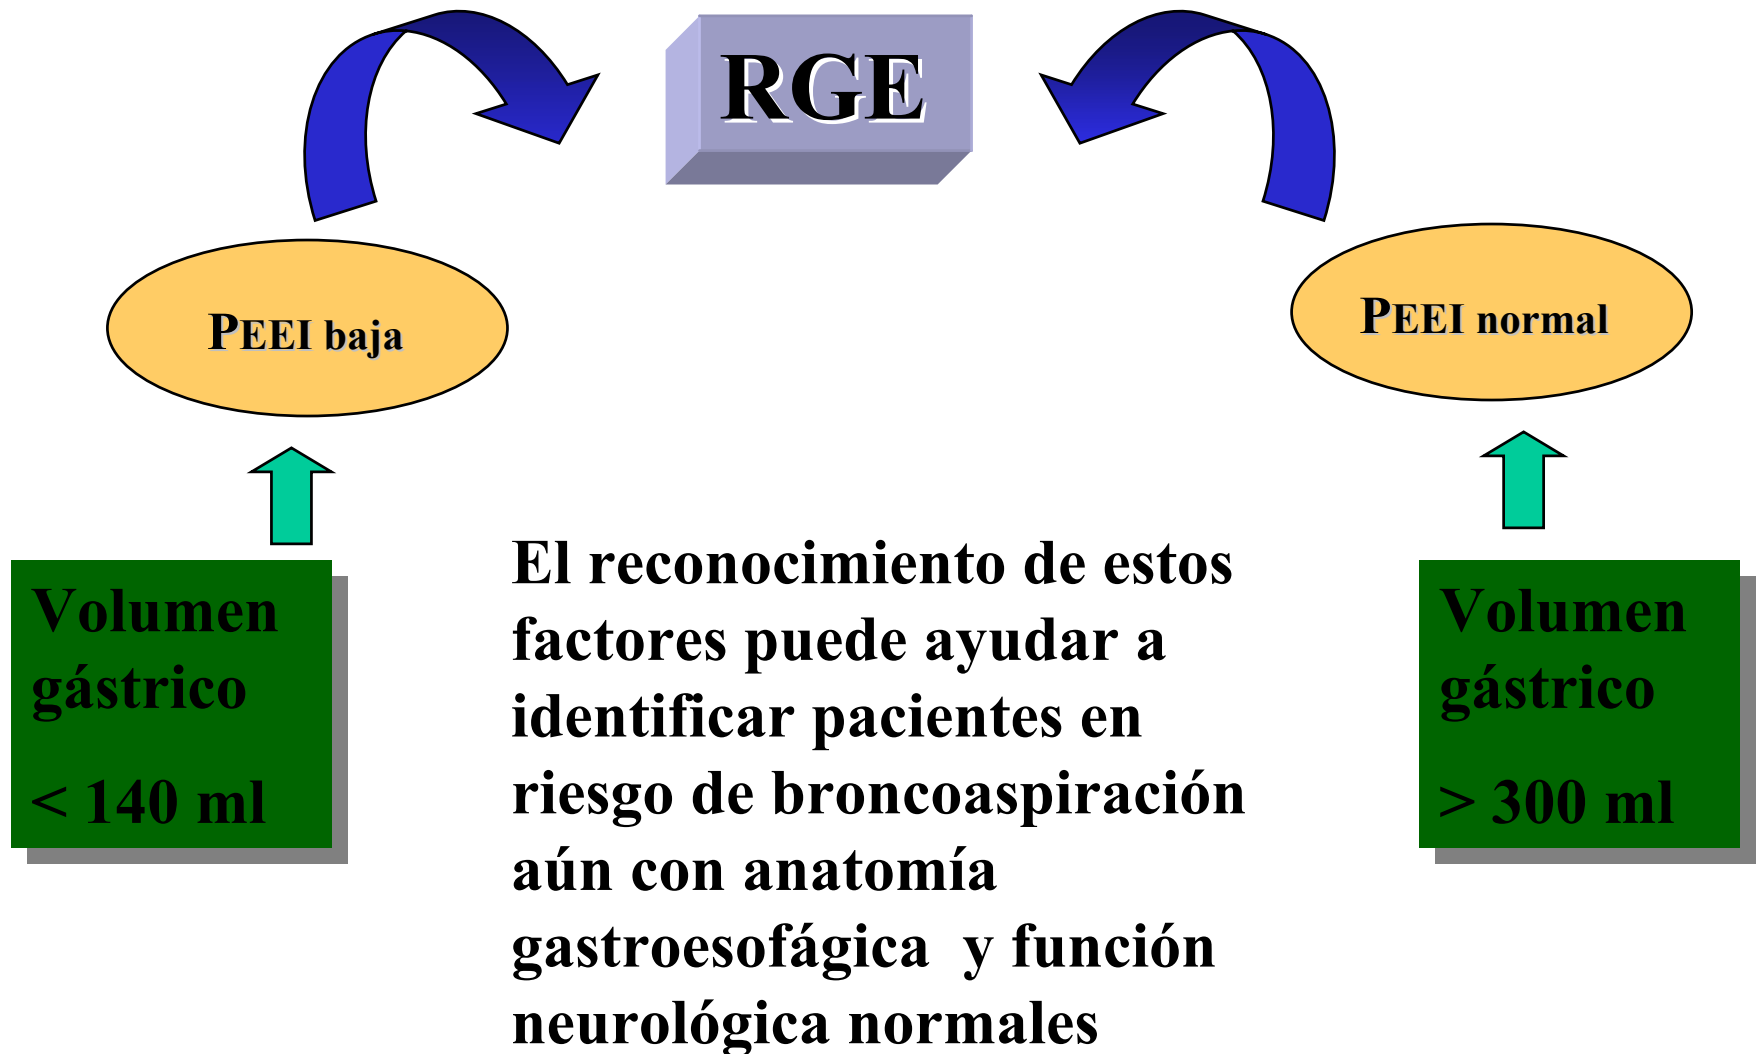 RGE
PEEI baja
PEEI normal
Volumen
gástrico
< 140 ml
El reconocimiento de estos
factores puede ayudar a
identificar pacientes en
riesgo de broncoaspiración
aún con anatomía
gastroesofágica  y función
neurológica normales
Volumen
gástrico
> 300 ml